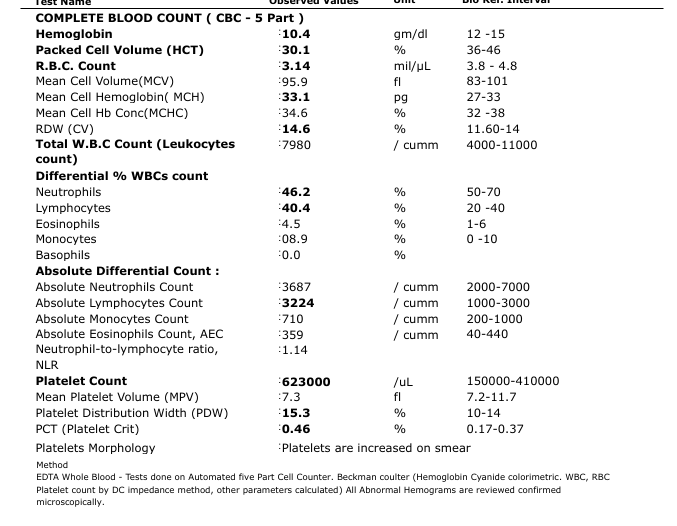 Test Name Observed Values Unit Bio Ref. Interval
COMPLETE BLOOD COUNT ( CBC - 5 Part )
Hemoglobin :10.4 gm/dl 12 -15
Packed Cell Volume (HCT) :30.1 % 36-46
R.B.C. Count :3.14 mil/µL 3.8 - 4.8
Mean Cell Volume(MCV) :95.9 fl 83-101
Mean Cell Hemoglobin( MCH) :33.1 pg 27-33
Mean Cell Hb Conc(MCHC) :34.6 % 32 -38
RDW (CV) :14.6 % 11.60-14
Total W.B.C Count (Leukocytes :7980 / cumm 4000-11000
count)
Differential % WBCs count
Neutrophils :46.2 % 50-70
Lymphocytes :40.4 % 20 -40
Eosinophils :4.5 % 1-6
Monocytes :08.9 % 0 -10
Basophils :0.0 %
Absolute Differential Count :
Absolute Neutrophils Count :3687 / cumm 2000-7000
Absolute Lymphocytes Count :3224 / cumm 1000-3000
Absolute Monocytes Count :710 / cumm 200-1000
Absolute Eosinophils Count, AEC :359 / cumm 40-440
Neutrophil-to-lymphocyte ratio, :1.14
NLR
Platelet Count :623000 /uL 150000-410000
Mean Platelet Volume (MPV) :7.3 fl 7.2-11.7
Platelet Distribution Width (PDW) :15.3 % 10-14
PCT (Platelet Crit) :0.46 % 0.17-0.37
Platelets Morphology :Platelets are increased on smear
Method
EDTA Whole Blood - Tests done on Automated five Part Cell Counter. Beckman coulter (Hemoglobin Cyanide colorimetric. WBC, RBC
Platelet count by DC impedance method, other parameters calculated) All Abnormal Hemograms are reviewed confirmed
microscopically.